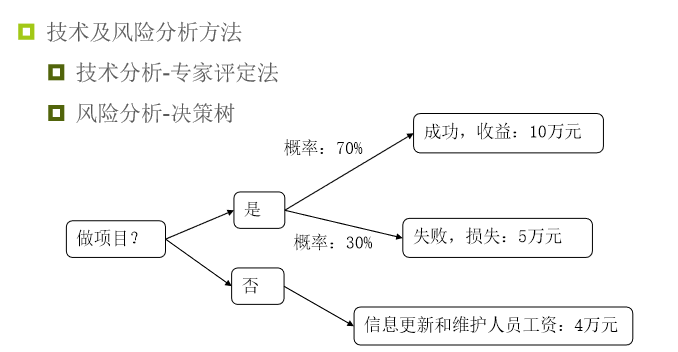 技术及风险分析方法
技术分析-专家评定法
风险分析-决策树
成功，收益：10万元
概率：70%
是
做项目？
失败，损失：5万元
概率：30%
否
信息更新和维护人员工资：4万元